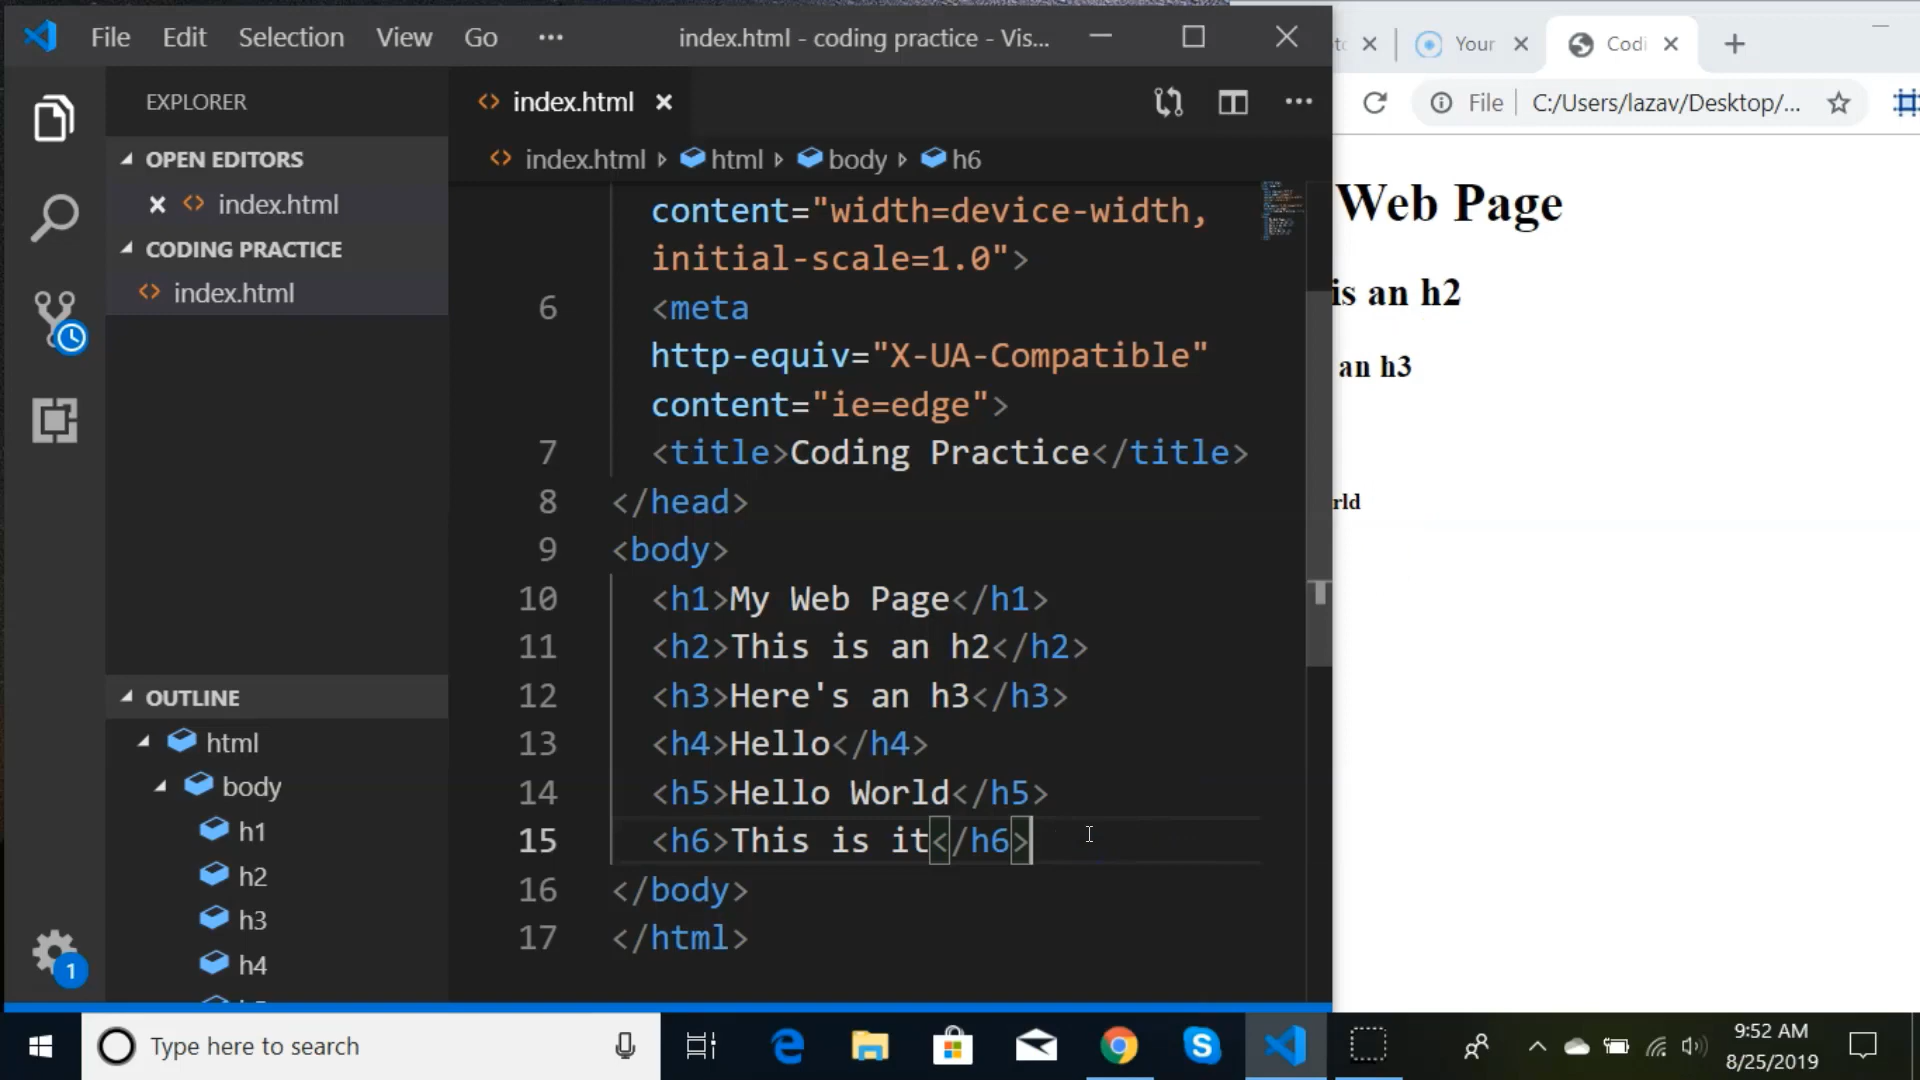 File Edit Selection View Go ··· index.html - coding practice - Vis...
Your
Codi
EXPLORER
index.html
File C:/Users/lazav/Desktop/...
OPEN EDITORS
index.html
CODING PRACTICE
index.html
index.html html body h6
content="width=device-width,
initial-scale=1.0">
6 <meta
http-equiv="X-UA-Compatible"
content="ie=edge">
7 <title>Coding Practice</title>
8 </head>
9 <body>
10 <h1>My Web Page</h1>
11 <h2>This is an h2</h2>
12 <h3>Here's an h3</h3>
13 <h4>Hello</h4>
14 <h5>Hello World</h5>
15 <h6>This is it</h6>
16 </body>
17 </html>
OUTLINE
html
body
h1
h2
h3
h4
1
Web Page
is an h2
an h3
rld
Type here to search
9:52 AM
8/25/2019